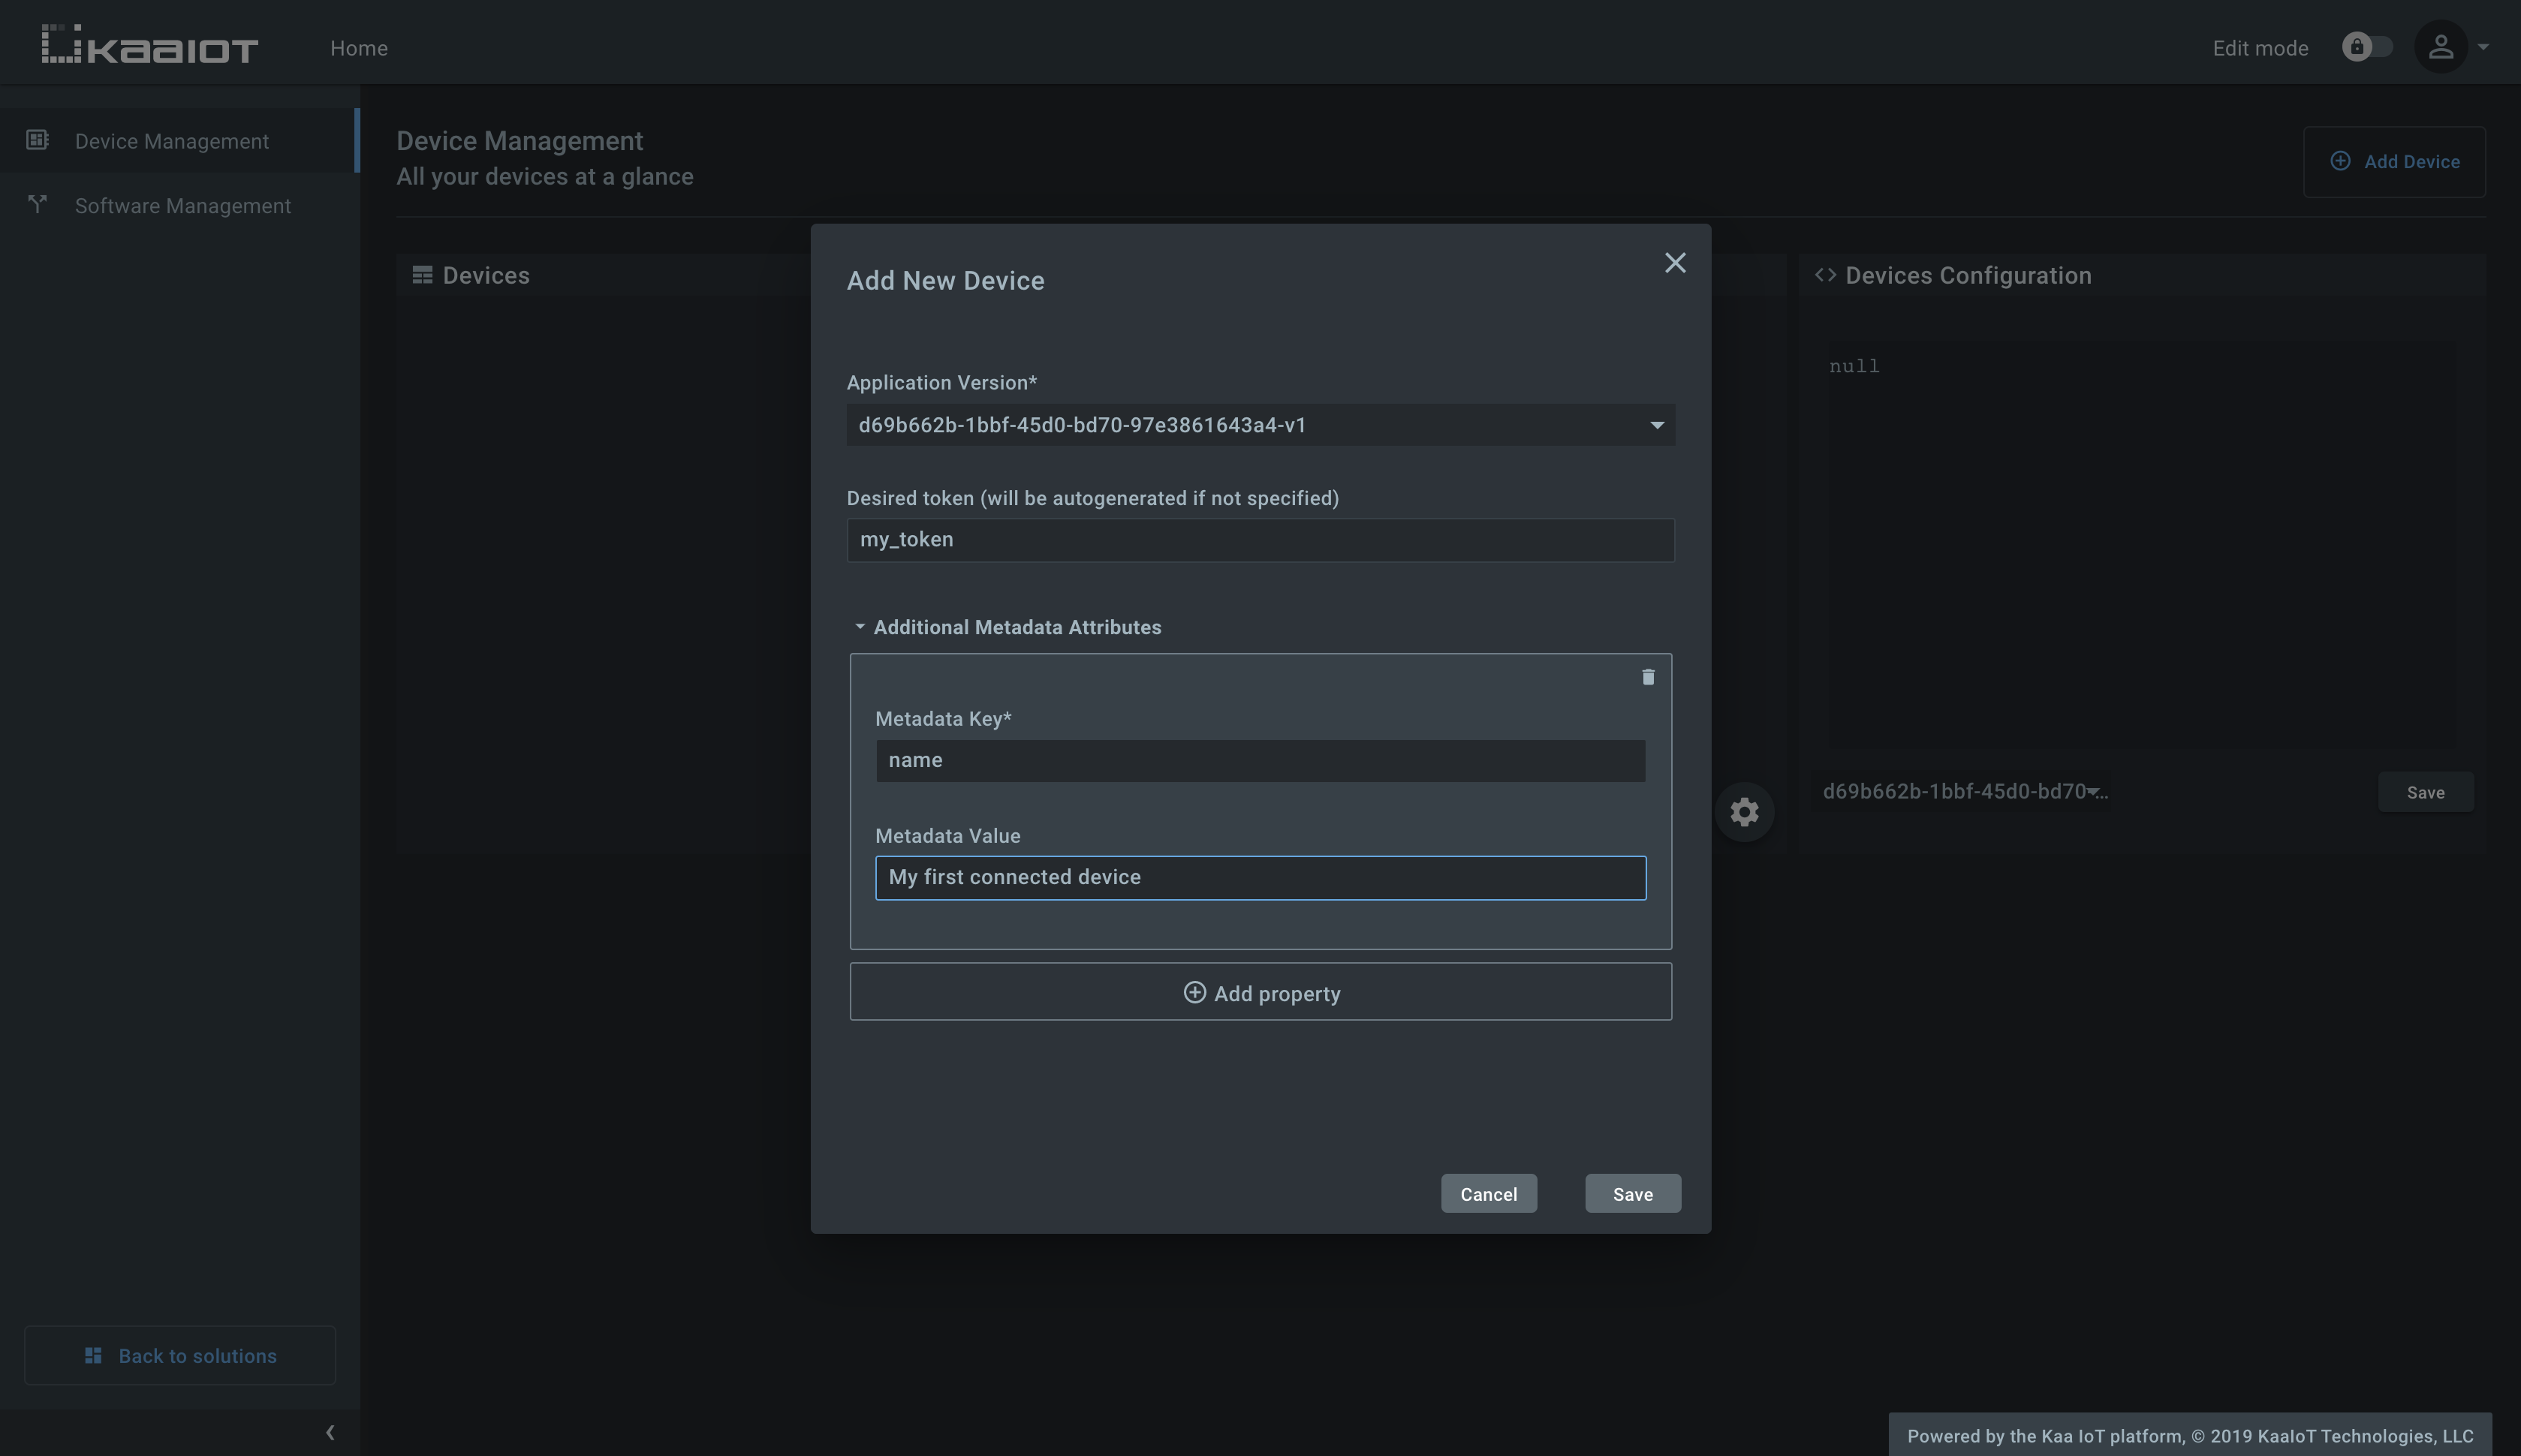 KaaIoT
Home
Edit mode
Device Management
Software Management
Device Management
All your devices at a glance
Add Device
Devices
Devices Configuration
null
d69b662b-1bbf-45d0-bd70-...
Save
Add New Device
Application Version*
d69b662b-1bbf-45d0-bd70-97e3861643a4-v1
Desired token (will be autogenerated if not specified)
my_token
Additional Metadata Attributes
Metadata Key*
name
Metadata Value
My first connected device
Add property
Cancel
Save
Back to solutions
Powered by the Kaa IoT platform, © 2019 KaaIoT Technologies, LLC